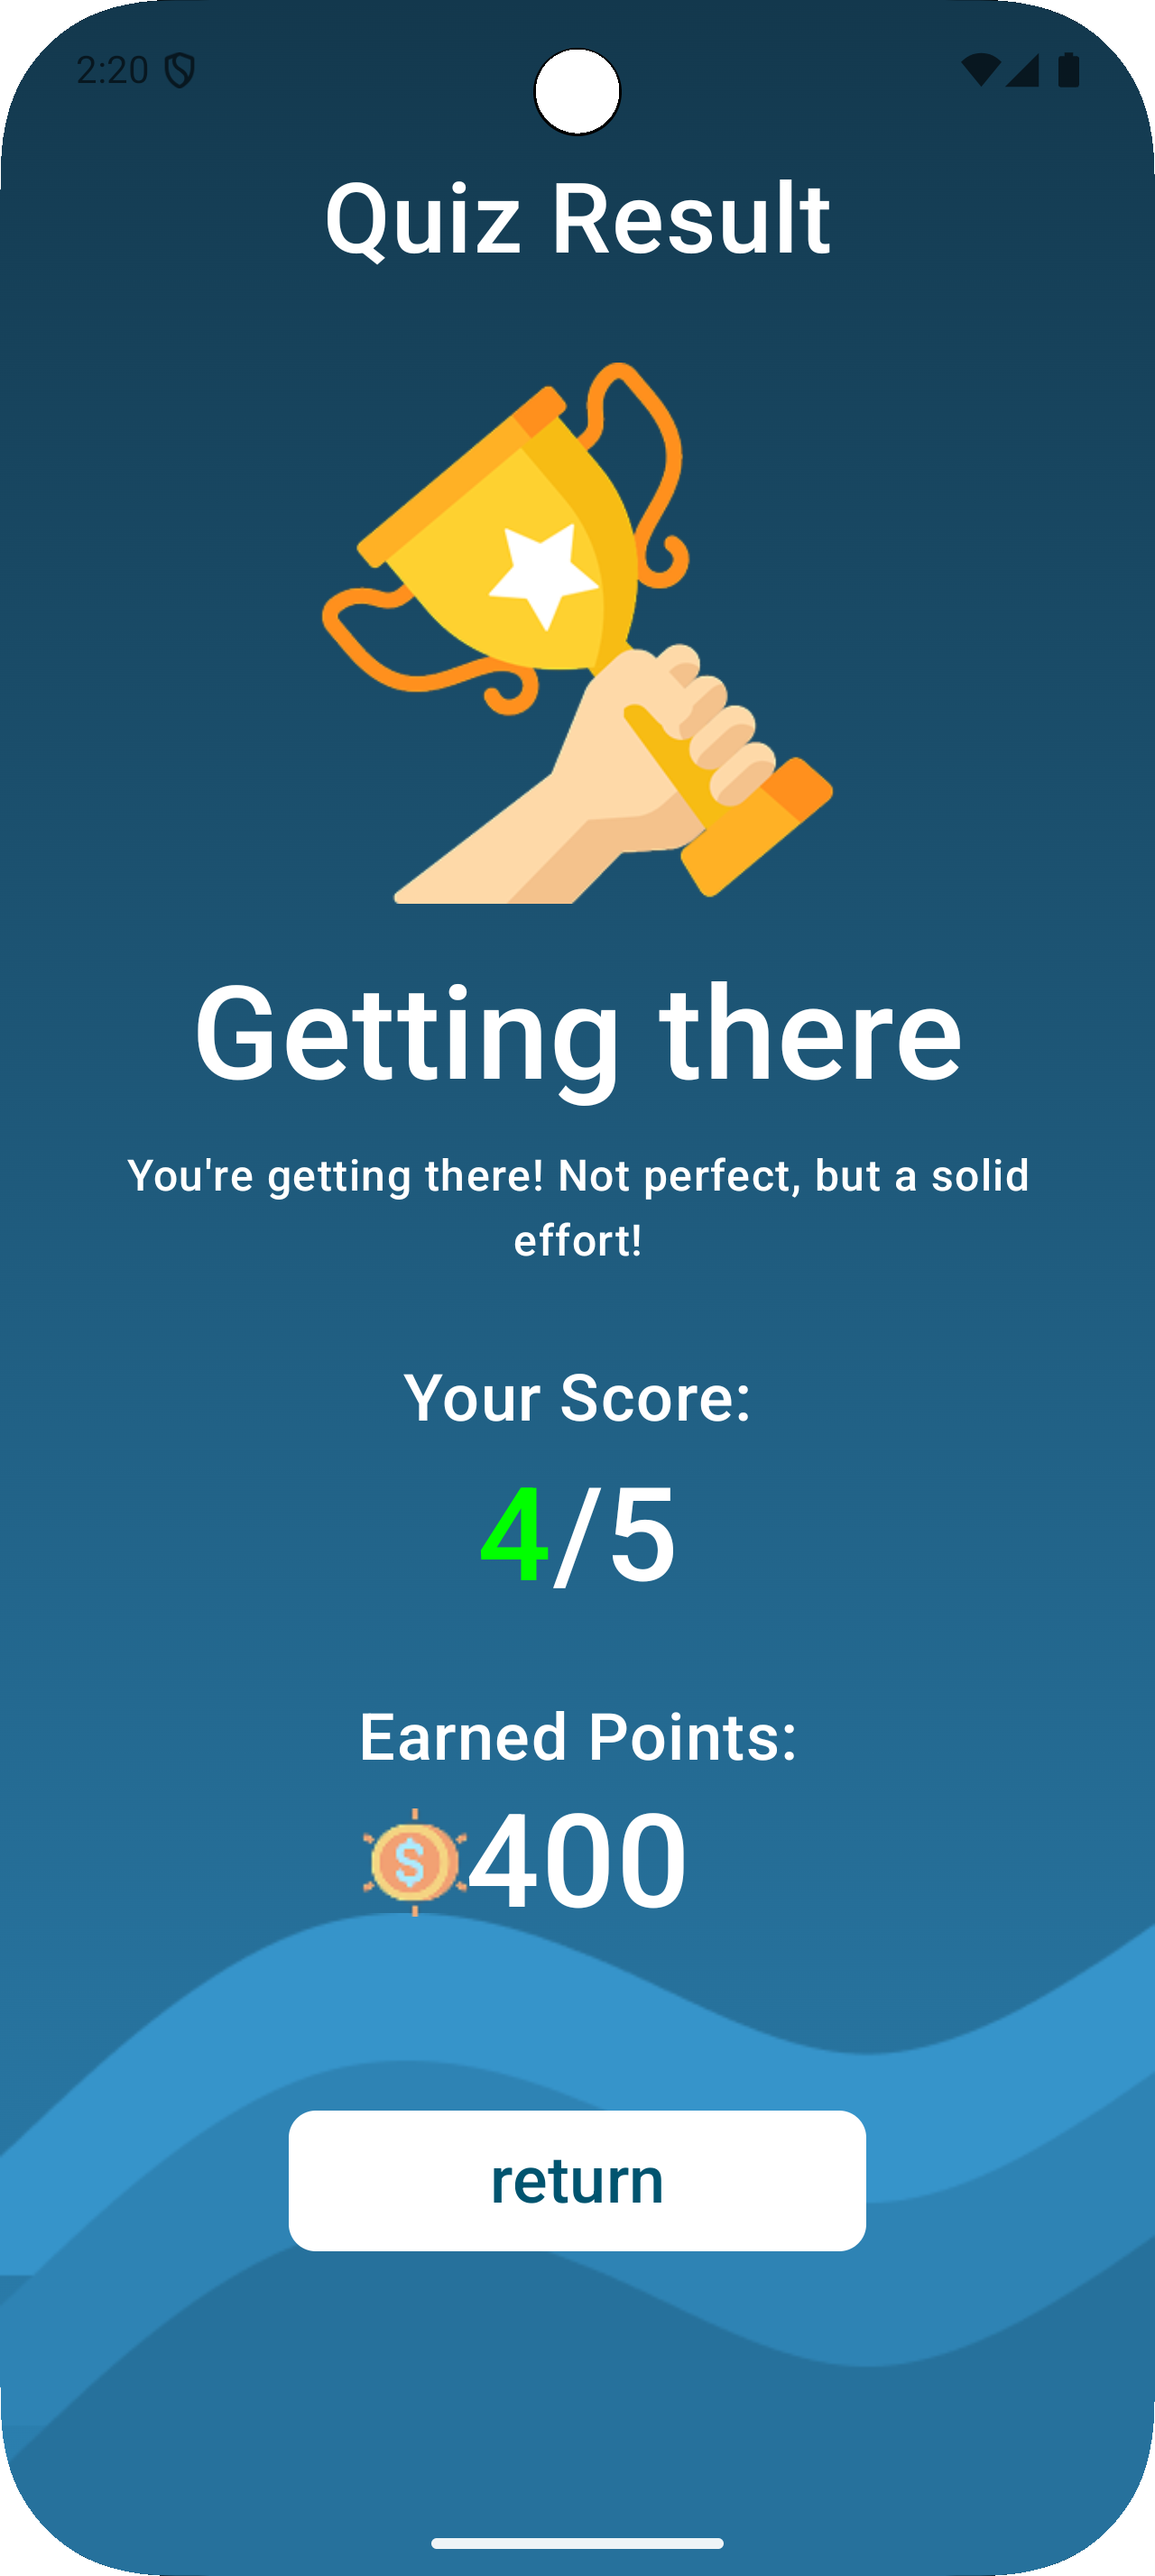 2:20
Quiz Result
Getting there
You're getting there! Not perfect, but a solid
effort!
Your Score:
4/5
Earned Points:
$400
return